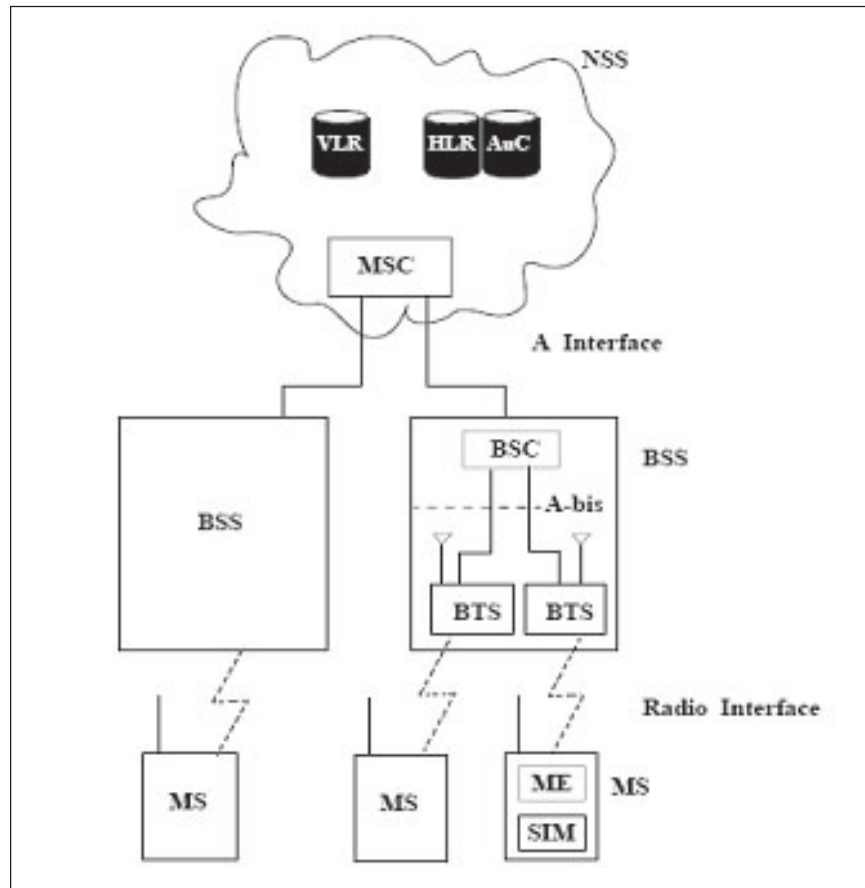 NSS
VLR HLR AuC
MSC
A Interface
BSC
BSS
A-bis
BSS
BTS BTS
Radio Interface
MS MS ME MS
SIM